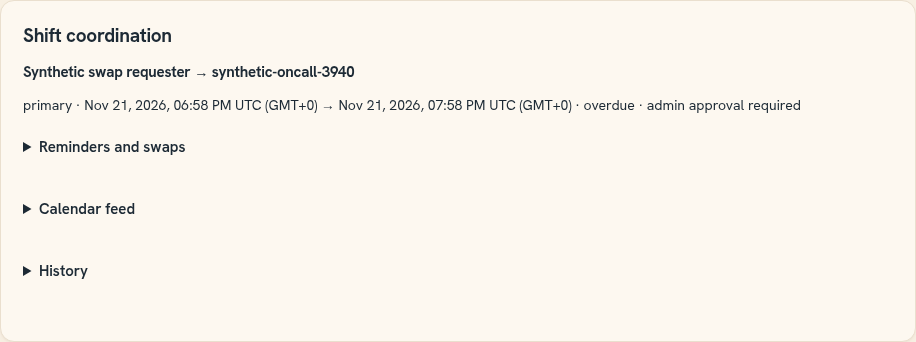 Shift coordination
Synthetic swap requester → synthetic-oncall-3940
primary · Nov 21, 2026, 06:58 PM UTC (GMT+0) → Nov 21, 2026, 07:58 PM UTC (GMT+0) · overdue · admin approval required
Reminders and swaps
Calendar feed
History